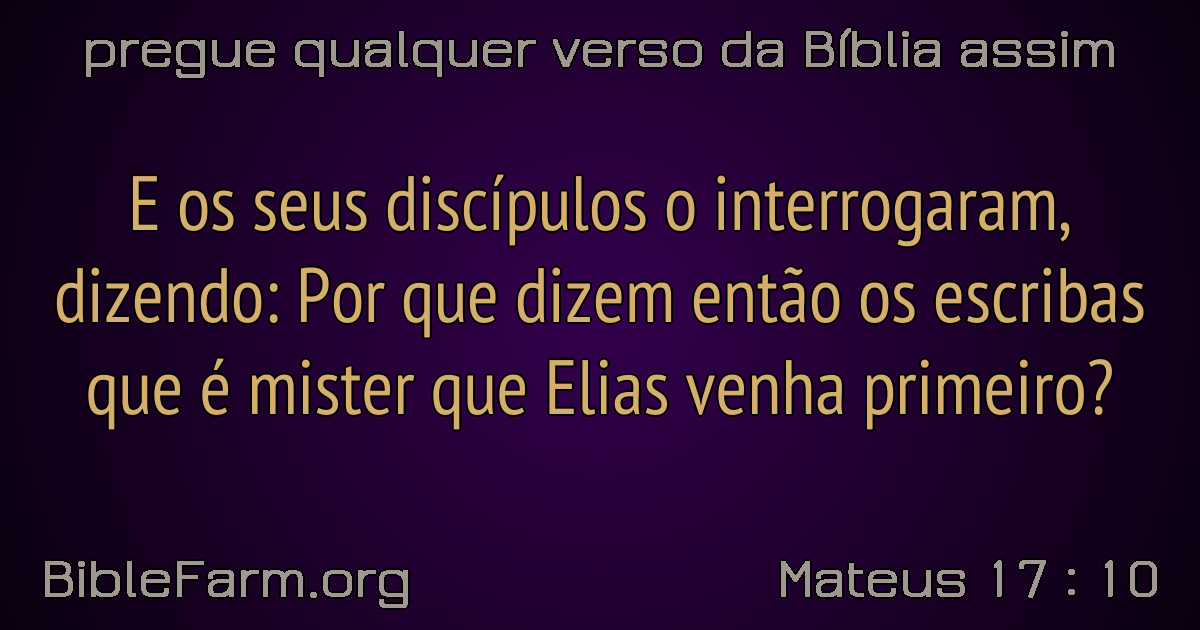 pregue qualquer verso da Bíblia assim
E os seus discípulos o interrogaram,
dizendo: Por que dizem então os escribas
que é mister que Elias venha primeiro?
BibleFarm.org
Mateus 17 : 10